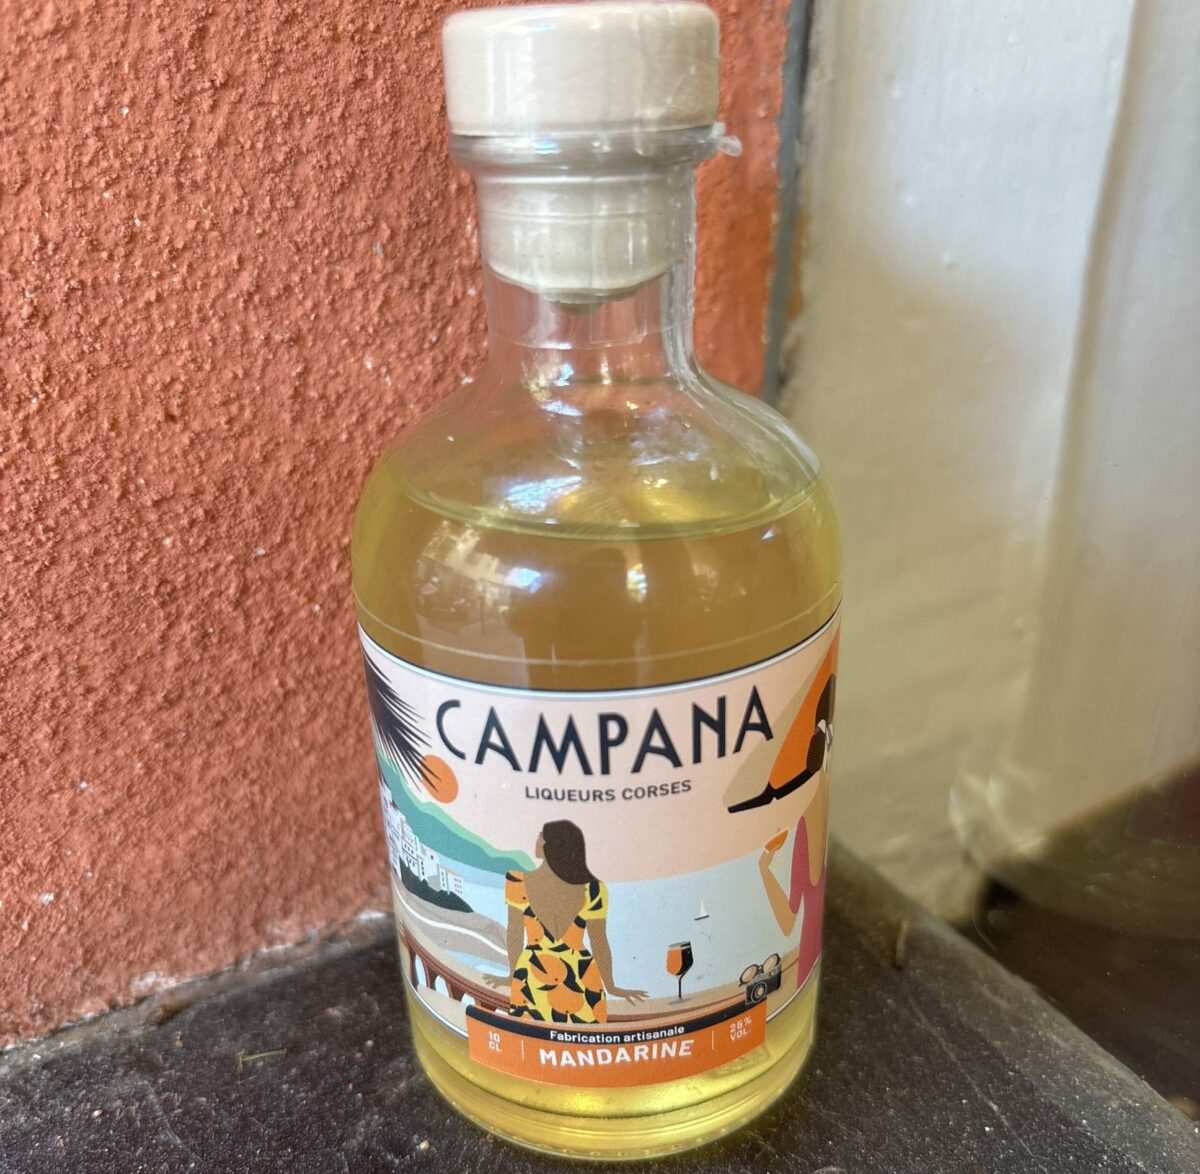 CAMPANA
LIQUEURS CORSES
10
CL
Fabrication artisanale
MANDARINE
25%
VOL.